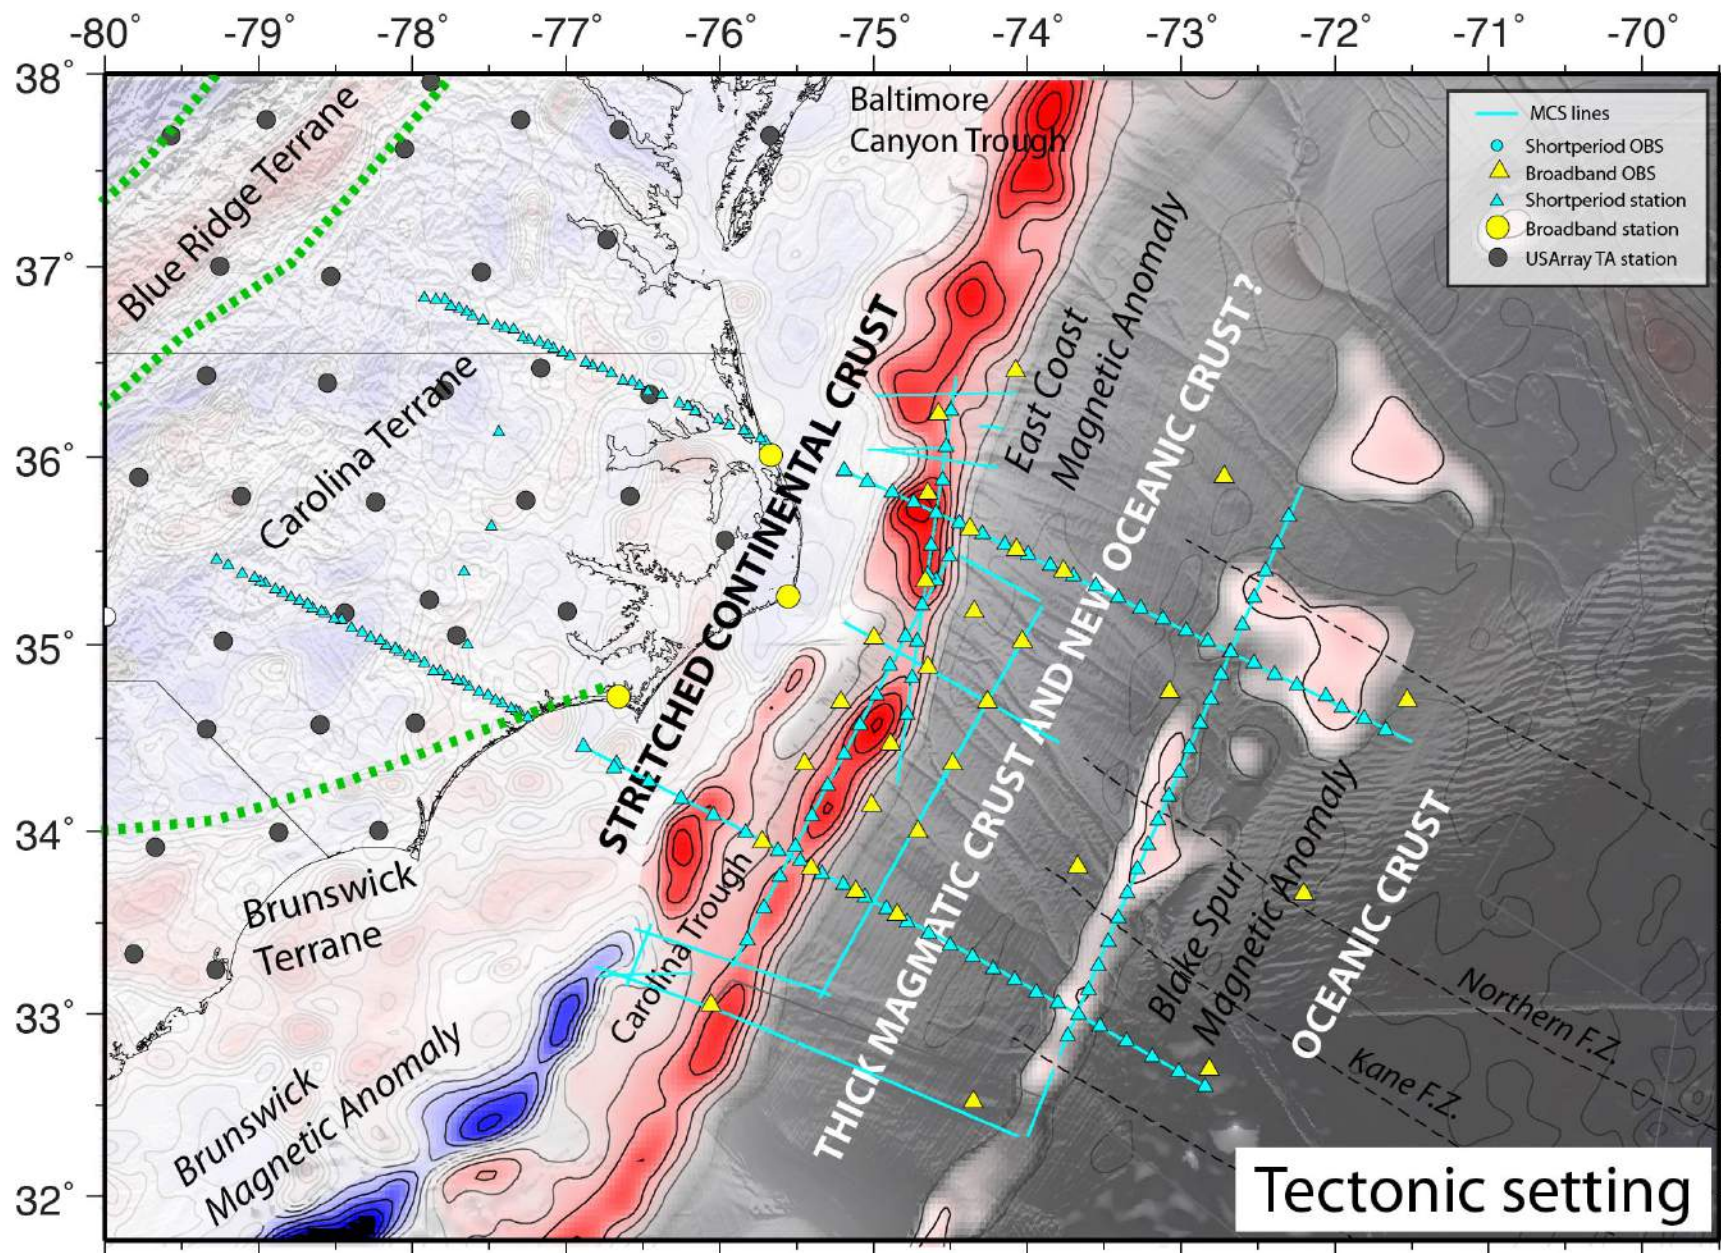 -80° -79° -78° -77° -76° -75° -74° -73° -72° -71° -70°
38°
37°
36°
35°
34°
33°
32°
Baltimore
Canyon Trough
MCS lines
Shortperiod OBS
Broadband OBS
Shortperiod station
Broadband station
USArray TA station
Blue Ridge Terrane
Carolina Terrane
STRETCHED CONTINENTAL CRUST
East Coast
Magnetic Anomaly
THICK MAGMATIC CRUST AND NEW OCEANIC CRUST ?
Brunswick
Terrane
Carolina Trough
Brunswick
Magnetic Anomaly
Blake Spur
Magnetic Anomaly
OCEANIC CRUST
Northern F.Z.
Kane F.Z.
Tectonic setting